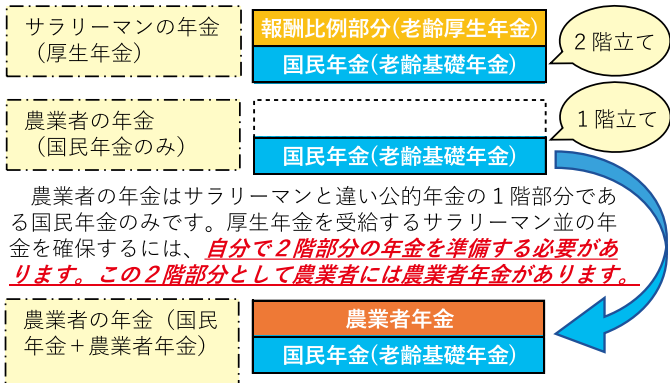 サラリーマンの年金
（厚生年金）
報酬比例部分(老齢厚生年金)
国民年金(老齢基礎年金)
２階立て
農業者の年金
（国民年金のみ）
国民年金(老齢基礎年金)
１階立て
農業者の年金はサラリーマンと違い公的年金の１階部分であ
る国民年金のみです。厚生年金を受給するサラリーマン並の年
金を確保するには、自分で２階部分の年金を準備する必要があ
ります。この２階部分として農業者には農業者年金があります。
農業者の年金（国民
年金＋農業者年金）
農業者年金
国民年金(老齢基礎年金)